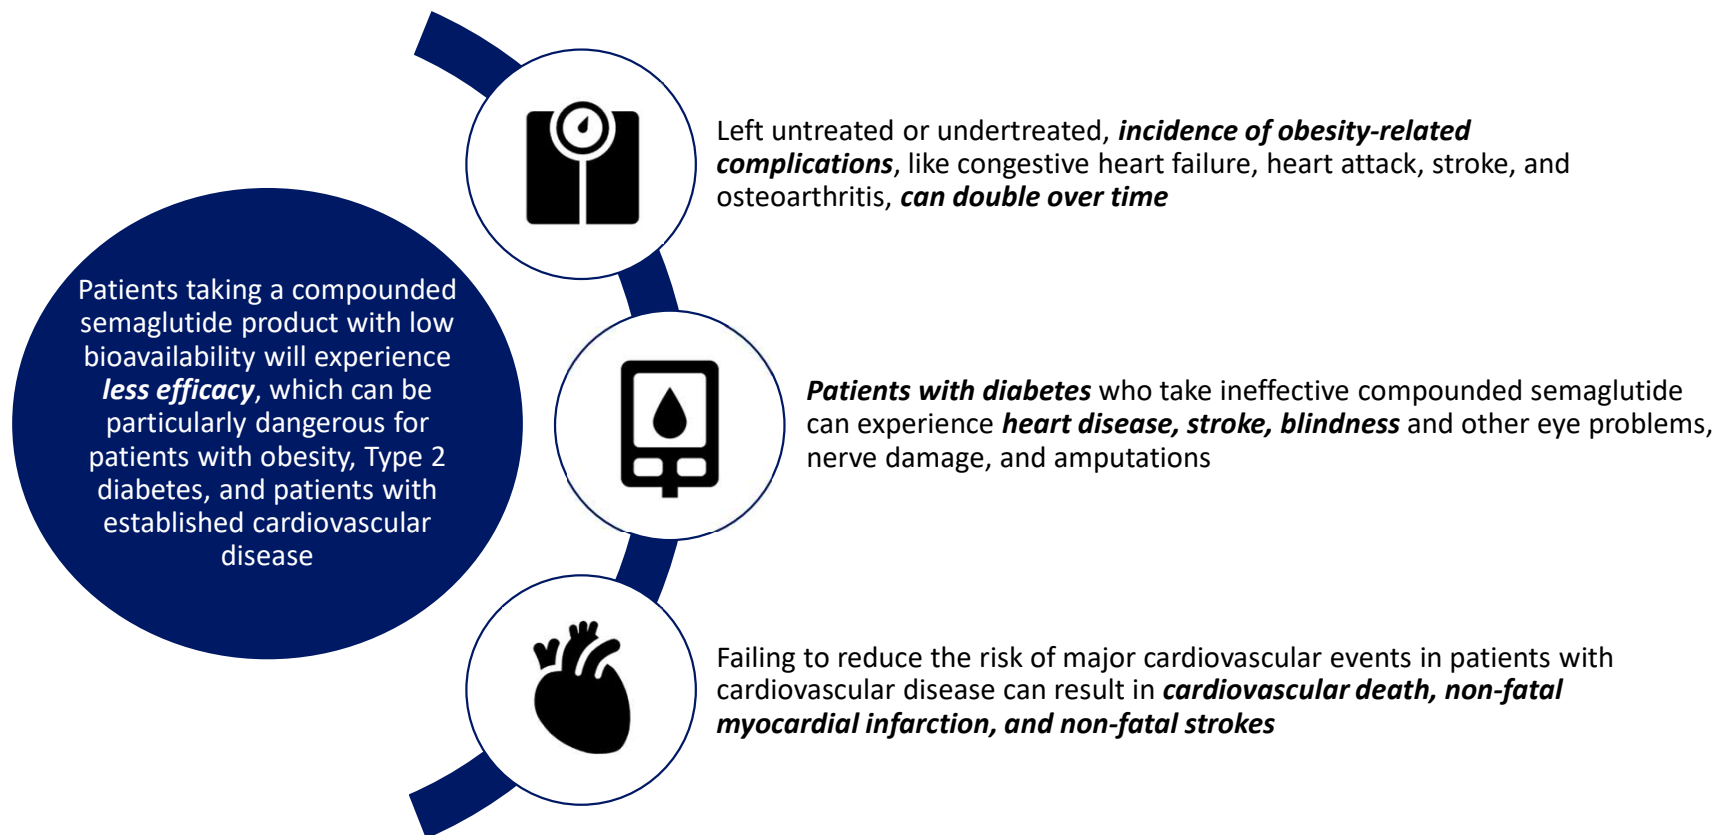 Patients taking a compounded
semaglutide product with low
bioavailability will experience
less efficacy, which can be
particularly dangerous for
patients with obesity, Type 2
diabetes, and patients with
established cardiovascular
disease
Left untreated or undertreated, incidence of obesity-related
complications, like congestive heart failure, heart attack, stroke, and
osteoarthritis, can double over time
Patients with diabetes who take ineffective compounded semaglutide
can experience heart disease, stroke, blindness and other eye problems,
nerve damage, and amputations
Failing to reduce the risk of major cardiovascular events in patients with
cardiovascular disease can result in cardiovascular death, non-fatal
myocardial infarction, and non-fatal strokes